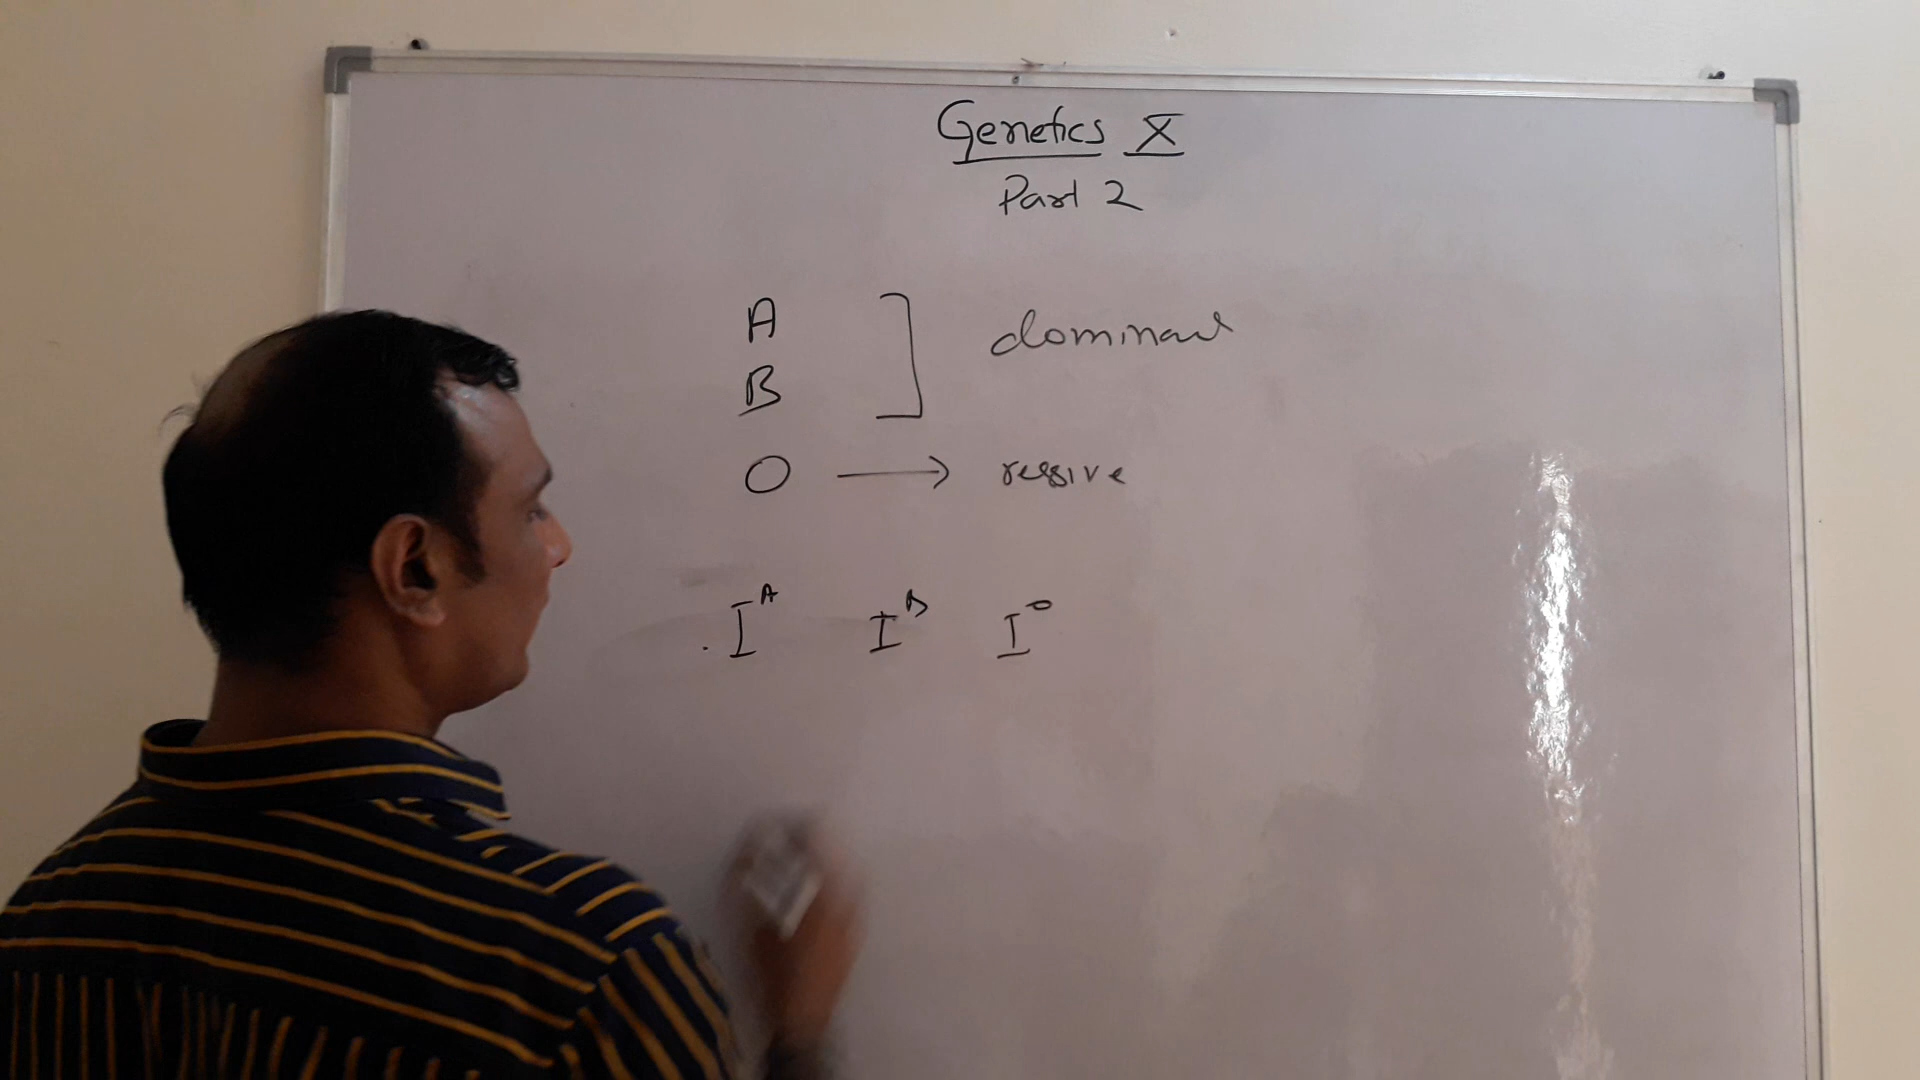 Genetics X
Part 2
A
B ] dominant
O → ressive
I^A I^B I^O